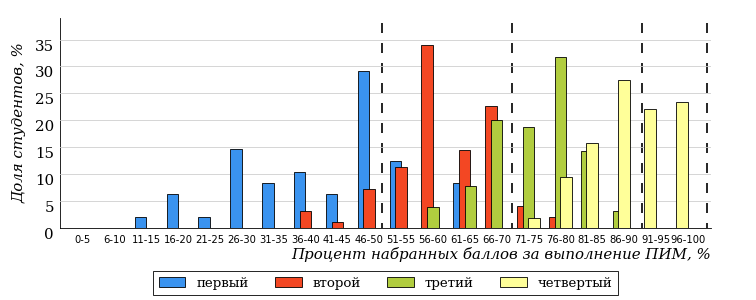 Доля студентов, %
35
30
25
20
15
10
5
0
0-5 6-10 11-15 16-20 21-25 26-30 31-35 36-40 41-45 46-50 51-55 56-60 61-65 66-70 71-75 76-80 81-85 86-90 91-95 96-100
Процент набранных баллов за выполнение ПИМ, %
первый второй третий четвертый